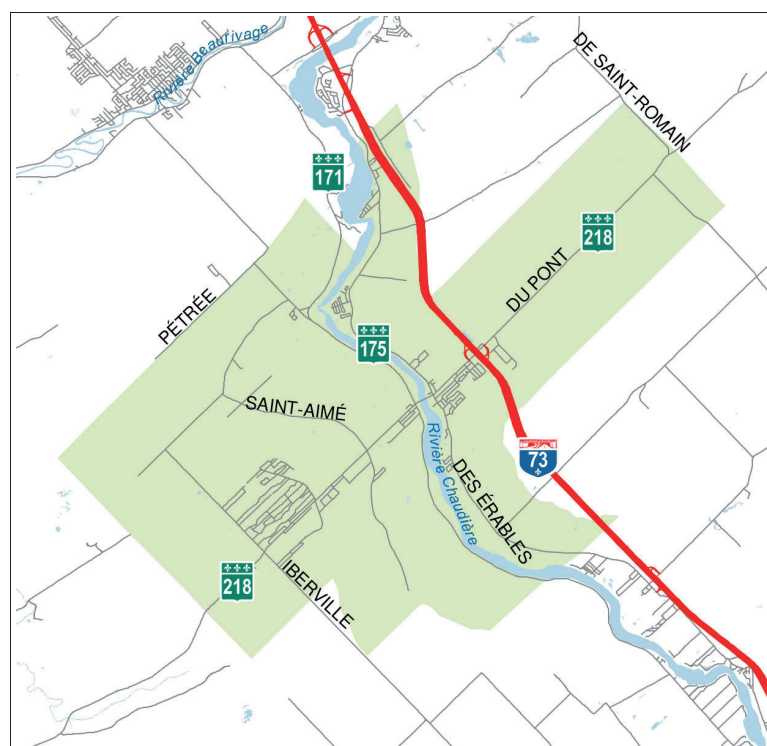 Rivière Beaurivage
DE SAINT-ROMAIN
171
218
PÉTRÉE
DU PONT
175
SAINT-AIMÉ
Rivière Chaudière
DES ÉRABLES
73
218
IBERVILLE